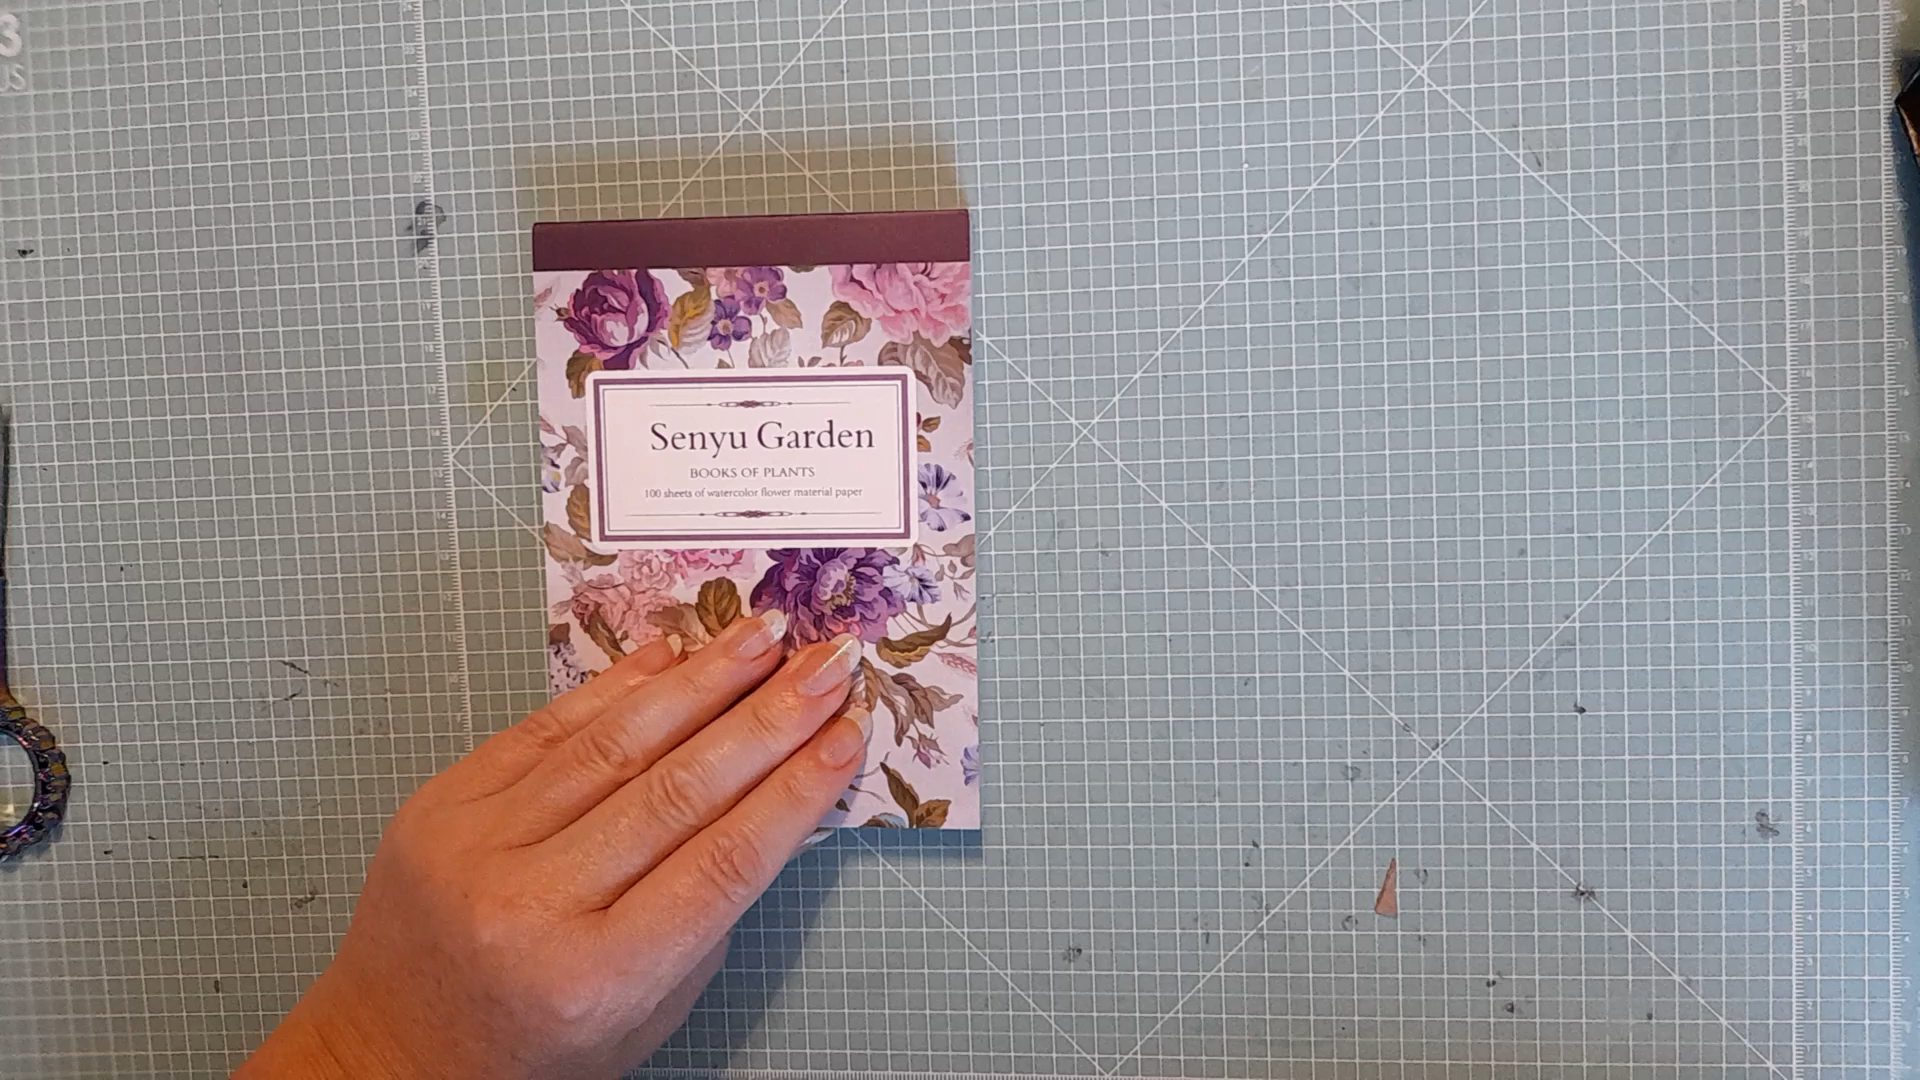 Senyu Garden
BOOKS OF PLANTS
100 sheets of watercolor flower material paper